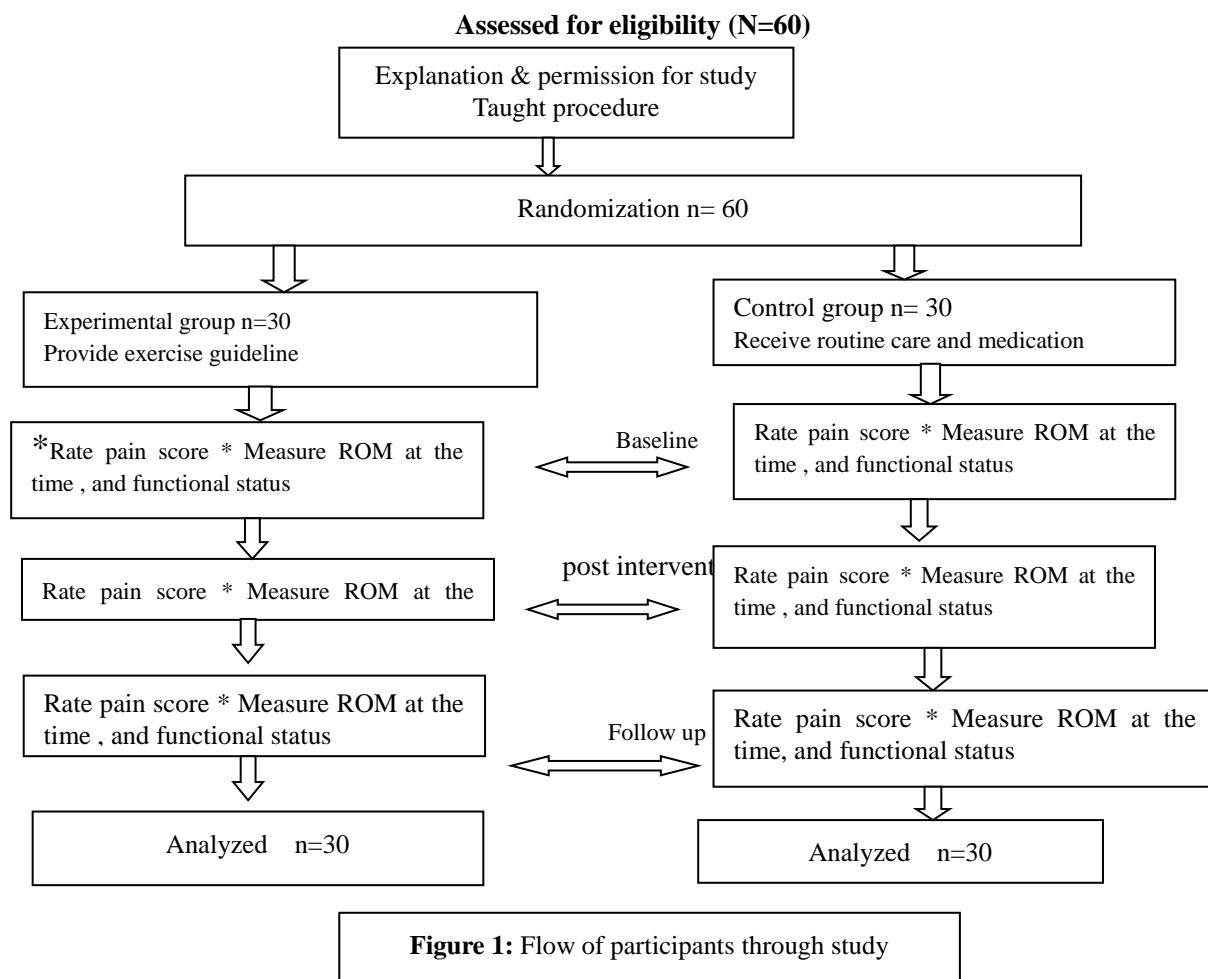 Assessed for eligibility (N=60)
Explanation & permission for study
Taught procedure
Randomization n= 60
Experimental group n=30
Provide exercise guideline
Control group n= 30
Receive routine care and medication
*Rate pain score * Measure ROM at the
time , and functional status
Baseline
Rate pain score * Measure ROM at the
time , and functional status
Rate pain score * Measure ROM at the
post intervent
Rate pain score * Measure ROM at the
time , and functional status
Rate pain score * Measure ROM at the
time , and functional status
Follow up
Rate pain score * Measure ROM at the
time, and functional status
Analyzed n=30
Analyzed n=30
Figure 1: Flow of participants through study